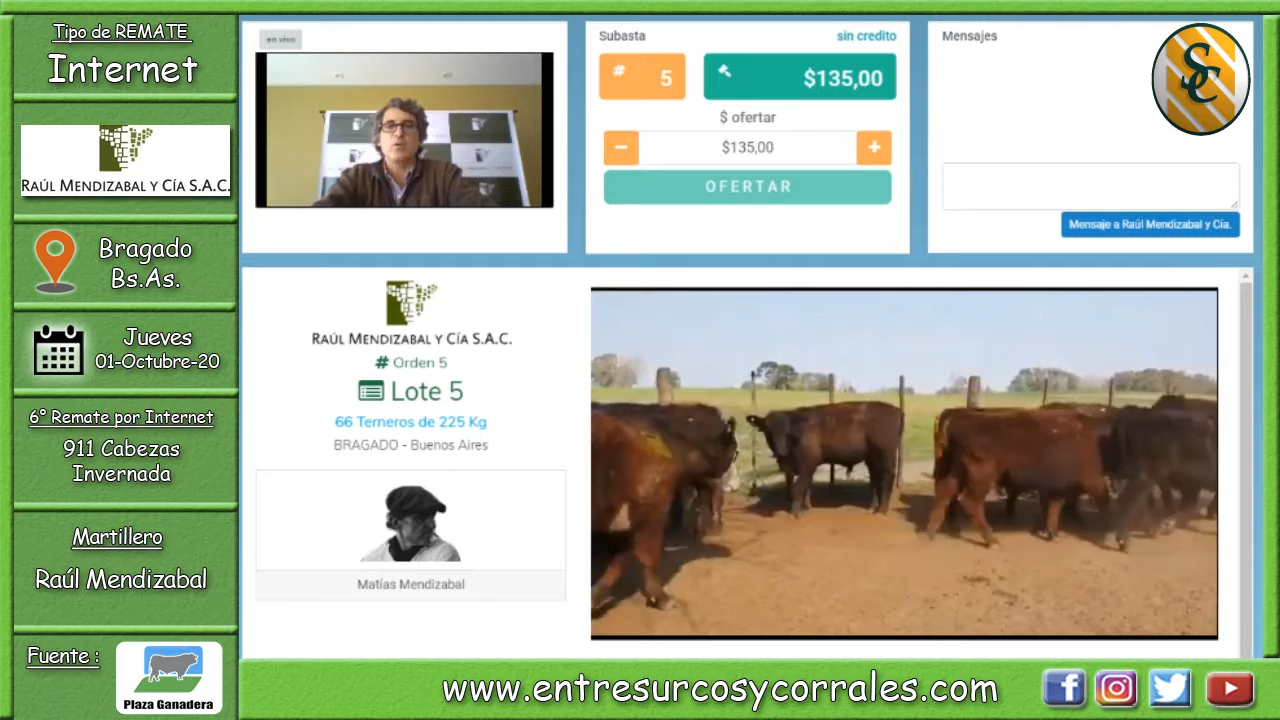 Tipo de REMATE
Internet
RAÚL MENDIZABAL Y CÍA S.A.C.
Bragado
Bs.As.
Jueves
01-Octubre-20
6° Remate por Internet
911 Cabezas
Invernada
Martillero
Raúl Mendizabal
Fuente :
Plaza Ganadera
en vivo
Subasta
sin credito
# 5
$135,00
$ ofertar
− $135,00 +
OFERTAR
Mensajes
SC
Mensaje a Raúl Mendizabal y Cía.
RAÚL MENDIZABAL Y CÍA S.A.C.
# Orden 5
Lote 5
66 Terneros de 225 Kg
BRAGADO - Buenos Aires
Matías Mendizabal
www.entresurcosycorrales.com